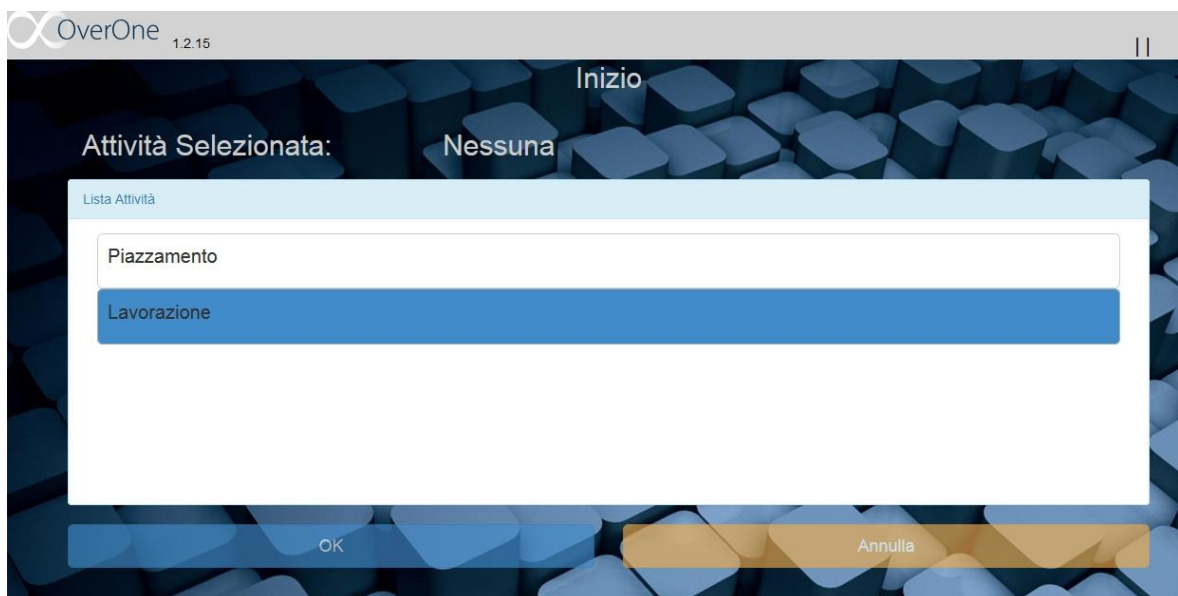 OverOne 1.2.15
||
Inizio
Attività Selezionata: Nessuna
Lista Attività
Piazzamento
Lavorazione
OK Annulla